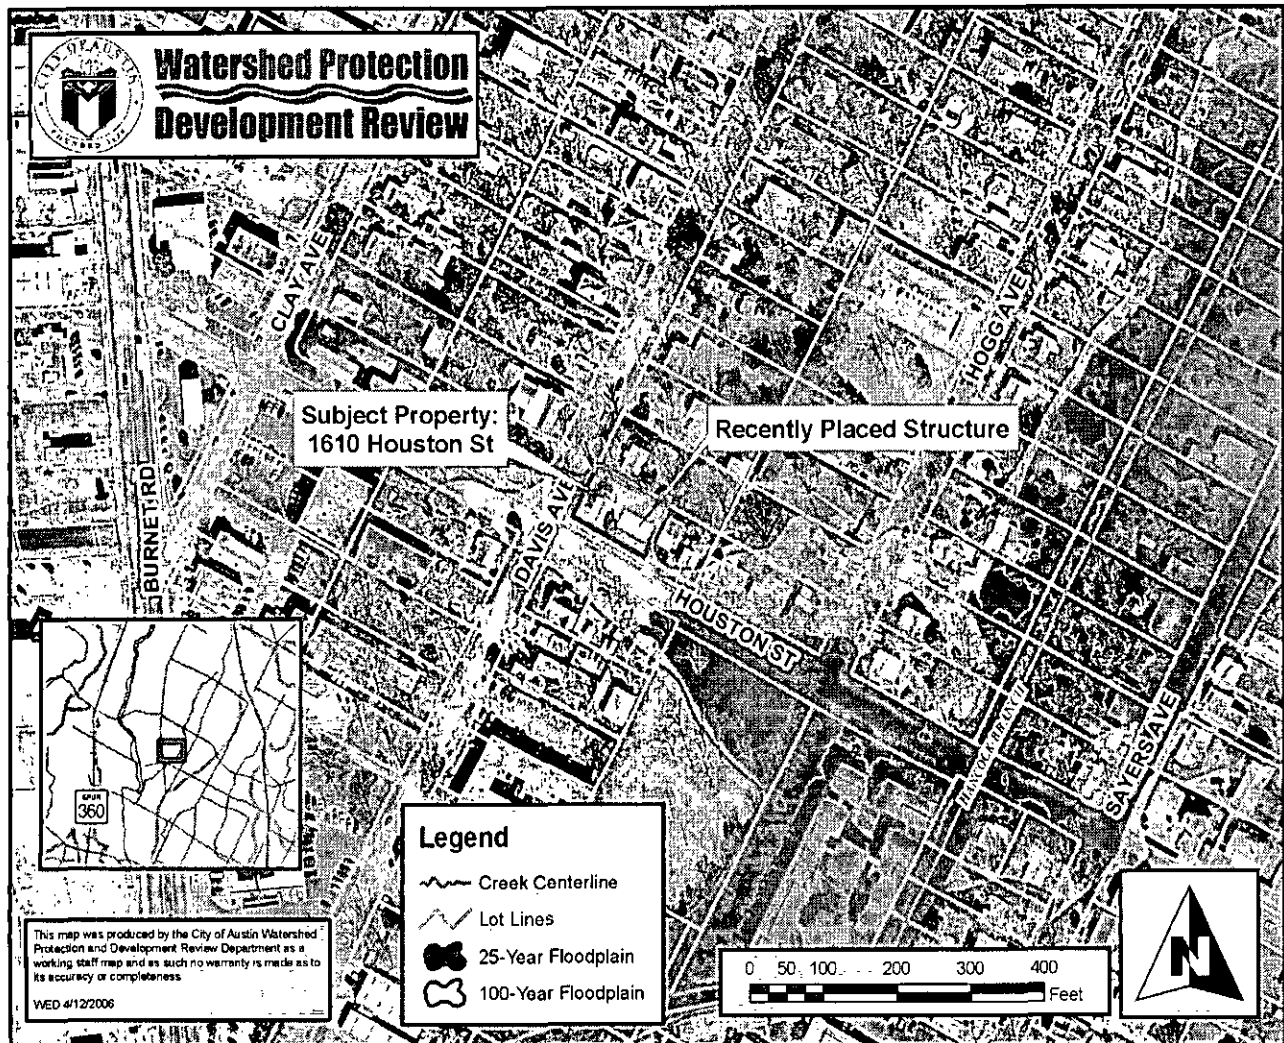 Watershed Protection
Development Review
CLAY AVE
HOGG AVE
Subject Property:
1610 Houston St
Recently Placed Structure
BURNET RD
DAVIS AVE
HOUSTON ST
SAYERS AVE
360
Legend
Creek Centerline
Lot Lines
25-Year Floodplain
100-Year Floodplain
This map was produced by the City of Austin Watershed
Protection and Development Review Department as a
working staff map and as such no warranty is made as to
its accuracy or completeness
WED 4/12/2006
0 50 100 200 300 400
Feet
N